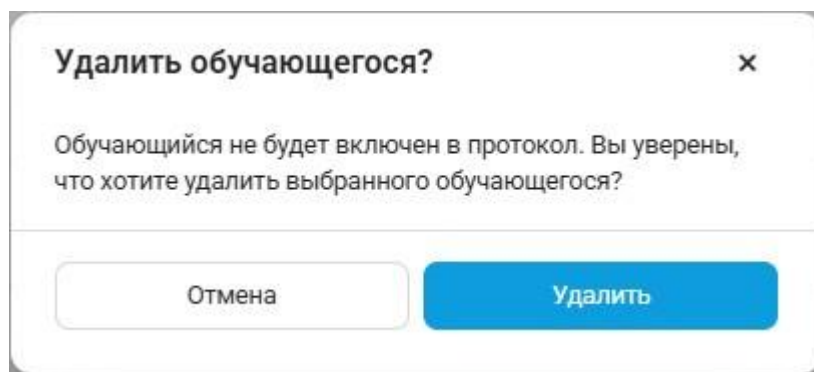 Удалить обучающегося?
Обучающийся не будет включен в протокол. Вы уверены,
что хотите удалить выбранного обучающегося?
Отмена
Удалить